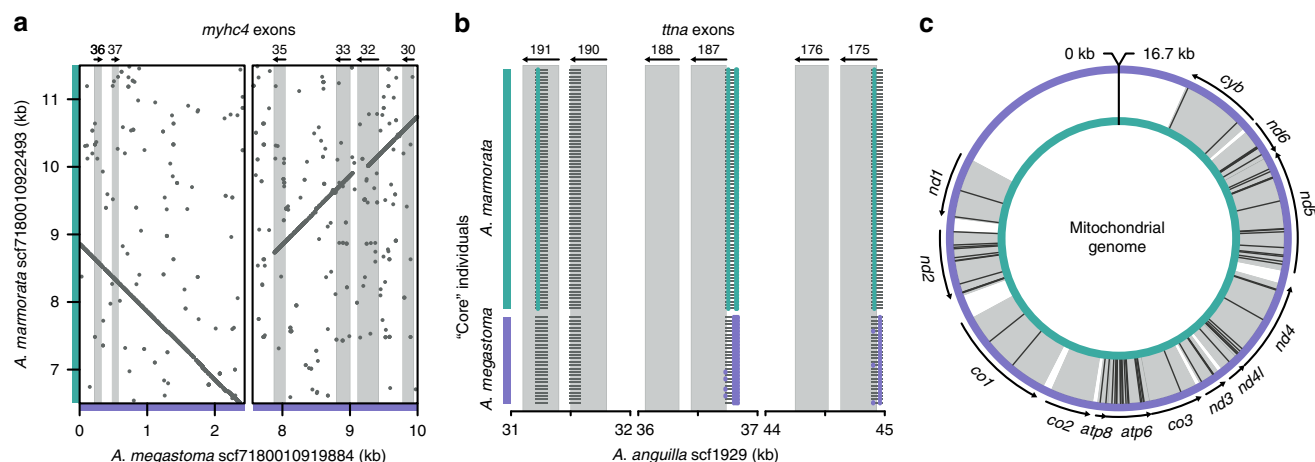 a
myhc4 exons
36 37 35 33 32 30
A. marmorata scf7180010922493 (kb)
11
10
9
8
7
0 1 2 8 9 10
A. megastoma scf7180010919884 (kb)
b
ttna exons
191 190 188 187 176 175
"Core" individuals
A. marmorata
A. megastoma
31 32 36 37 44 45
A. anguilla scf1929 (kb)
c
0 kb 16.7 kb
cyb
nd6
nd5
nd4
nd4l
nd3
co3
atp6
atp8
co2
co1
nd2
nd1
Mitochondrial
genome